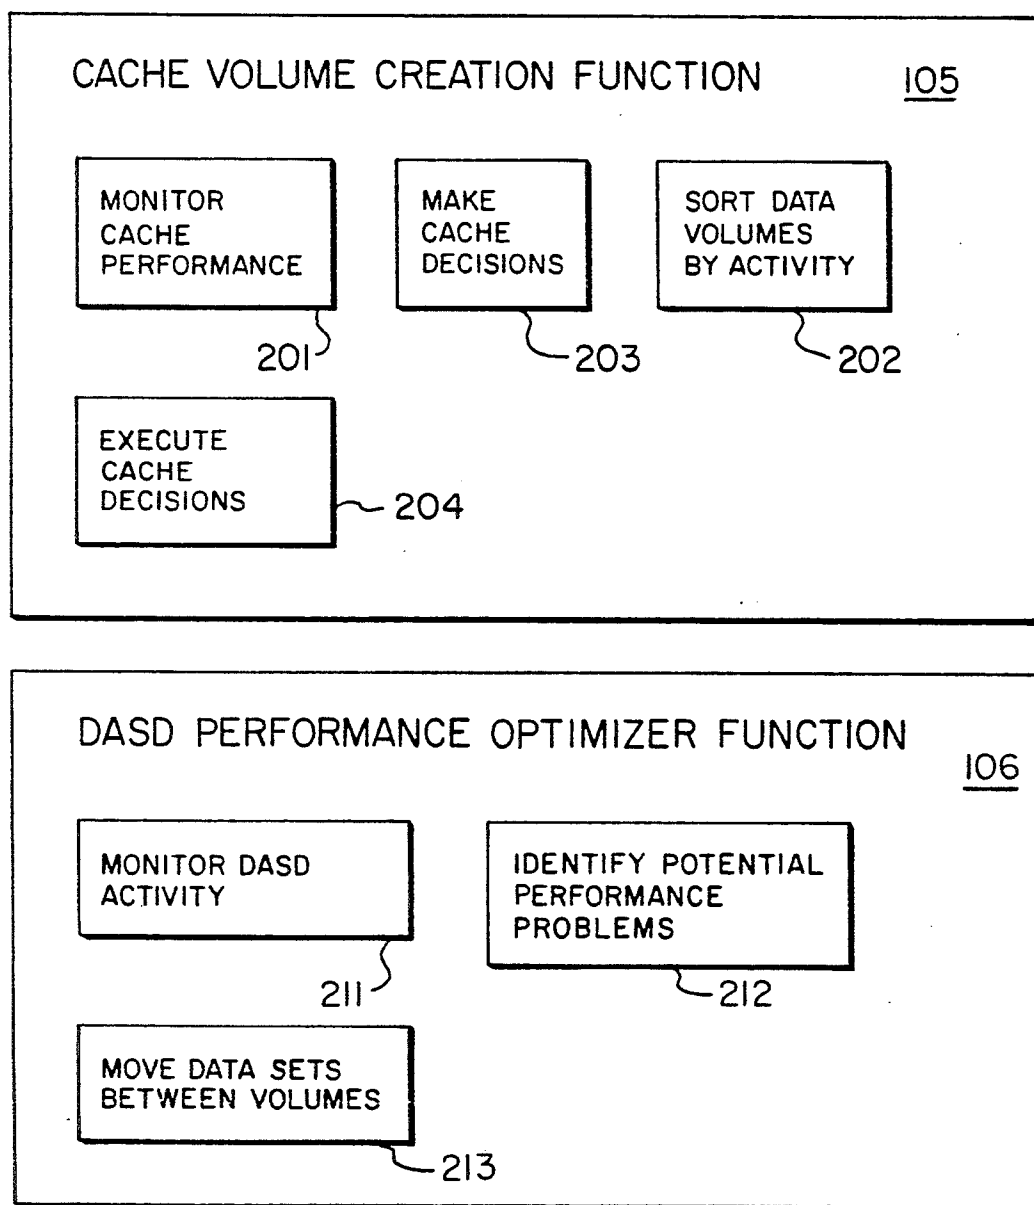 CACHE VOLUME CREATION FUNCTION 105
MONITOR
CACHE
PERFORMANCE
201
MAKE
CACHE
DECISIONS
203
SORT DATA
VOLUMES
BY ACTIVITY
202
EXECUTE
CACHE
DECISIONS
204
DASD PERFORMANCE OPTIMIZER FUNCTION
106
MONITOR DASD
ACTIVITY
211
IDENTIFY POTENTIAL
PERFORMANCE
PROBLEMS
212
MOVE DATA SETS
BETWEEN VOLUMES
213